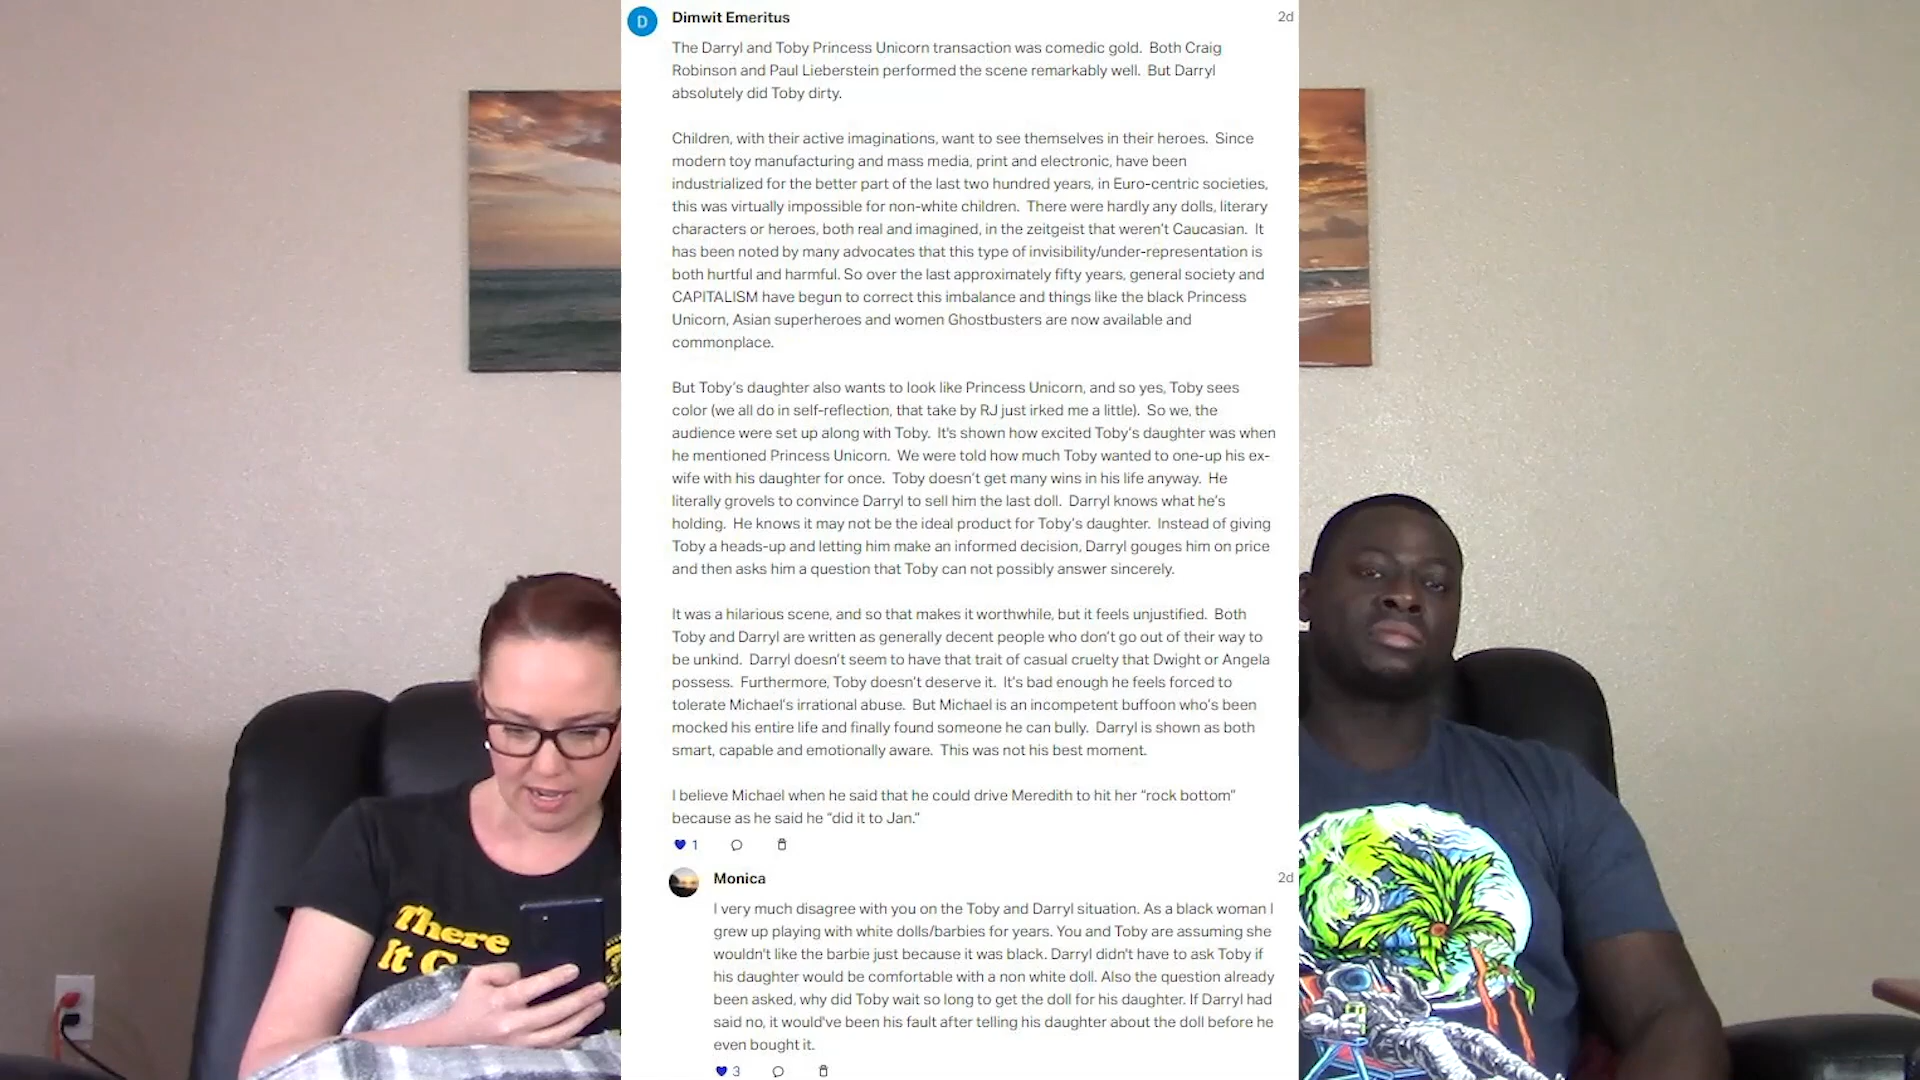 D
Dimwit Emeritus
2d
The Darryl and Toby Princess Unicorn transaction was comedic gold.  Both Craig
Robinson and Paul Lieberstein performed the scene remarkably well.  But Darryl
absolutely did Toby dirty.
Children, with their active imaginations, want to see themselves in their heroes.  Since
modern toy manufacturing and mass media, print and electronic, have been
industrialized for the better part of the last two hundred years, in Euro-centric societies,
this was virtually impossible for non-white children.  There were hardly any dolls, literary
characters or heroes, both real and imagined, in the zeitgeist that weren't Caucasian.  It
has been noted by many advocates that this type of invisibility/under-representation is
both hurtful and harmful. So over the last approximately fifty years, general society and
CAPITALISM have begun to correct this imbalance and things like the black Princess
Unicorn, Asian superheroes and women Ghostbusters are now available and
commonplace.
But Toby's daughter also wants to look like Princess Unicorn, and so yes, Toby sees
color (we all do in self-reflection, that take by RJ just irked me a little).  So we, the
audience were set up along with Toby.  It's shown how excited Toby's daughter was when
he mentioned Princess Unicorn.  We were told how much Toby wanted to one-up his ex-
wife with his daughter for once.  Toby doesn't get many wins in his life anyway.  He
literally grovels to convince Darryl to sell him the last doll.  Darryl knows what he's
holding.  He knows it may not be the ideal product for Toby's daughter.  Instead of giving
Toby a heads-up and letting him make an informed decision, Darryl gouges him on price
and then asks him a question that Toby can not possibly answer sincerely.
It was a hilarious scene, and so that makes it worthwhile, but it feels unjustified.  Both
Toby and Darryl are written as generally decent people who don't go out of their way to
be unkind.  Darryl doesn't seem to have that trait of casual cruelty that Dwight or Angela
possess.  Furthermore, Toby doesn't deserve it.  It's bad enough he feels forced to
tolerate Michael's irrational abuse.  But Michael is an incompetent buffoon who's been
mocked his entire life and finally found someone he can bully.  Darryl is shown as both
smart, capable and emotionally aware.  This was not his best moment.
I believe Michael when he said that he could drive Meredith to hit her "rock bottom"
because as he said he "did it to Jan."
1
Monica
2d
I very much disagree with you on the Toby and Darryl situation. As a black woman I
grew up playing with white dolls/barbies for years. You and Toby are assuming she
wouldn't like the barbie just because it was black. Darryl didn't have to ask Toby if
his daughter would be comfortable with a non white doll. Also the question already
been asked, why did Toby wait so long to get the doll for his daughter. If Darryl had
said no, it would've been his fault after telling his daughter about the doll before he
even bought it.
3
There
It G